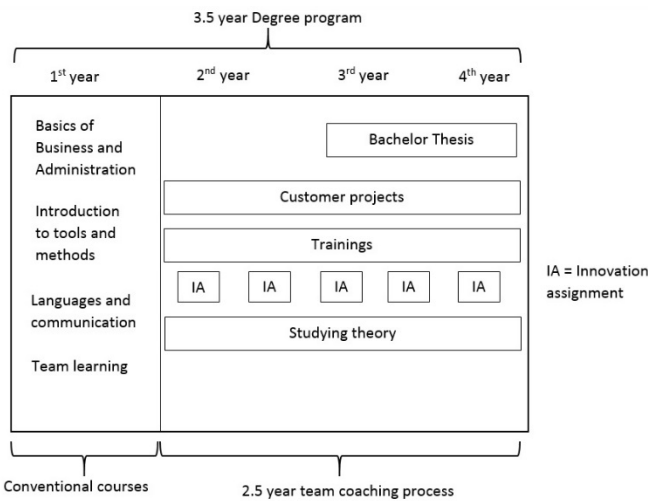 3.5 year Degree program
1st year
2nd year
3rd year
4th year
Basics of
Business and
Administration
Introduction
to tools and
methods
Languages and
communication
Team learning
Bachelor Thesis
Customer projects
Trainings
IA
IA
IA
IA
IA
Studying theory
IA = Innovation
assignment
Conventional courses
2.5 year team coaching process